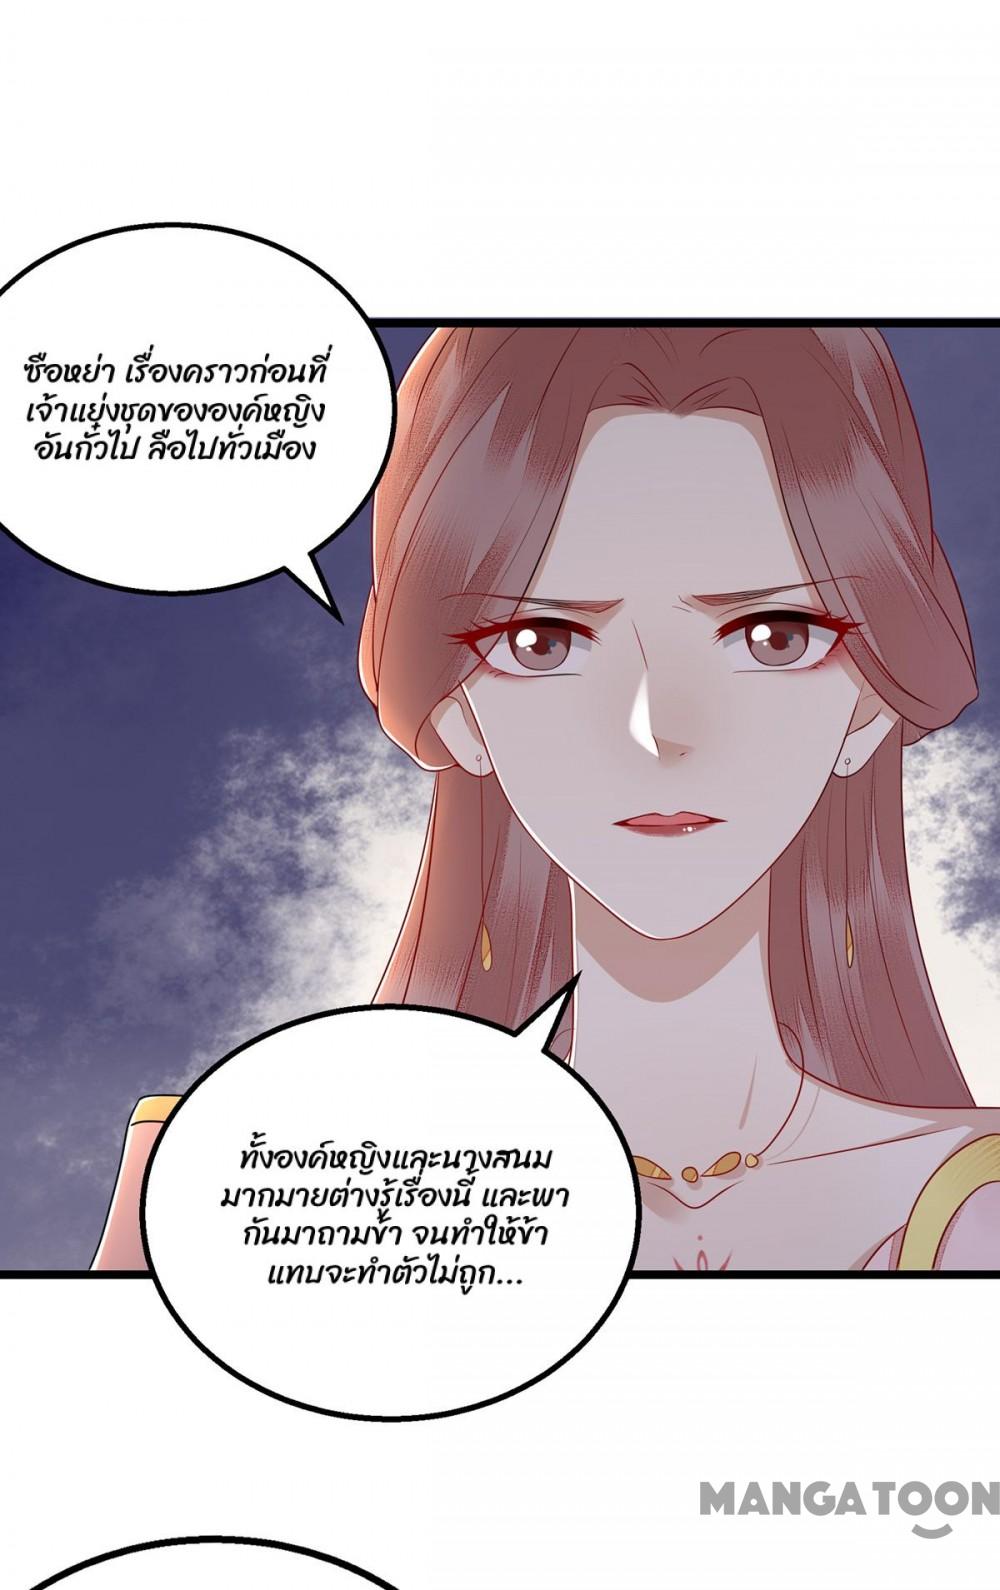 ซือหย่า เรื่องคราวก่อนที่
เจ้าแย่งชุดขององค์หญิง
อันกั๋วไป ลือไปทั่วเมือง
ทั้งองค์หญิงและนางสนม
มากมายต่างรู้เรื่องนี้ และพา
กันมาถามข้า จนทำให้ข้า
แทบจะทำตัวไม่ถูก...
MANGATOON